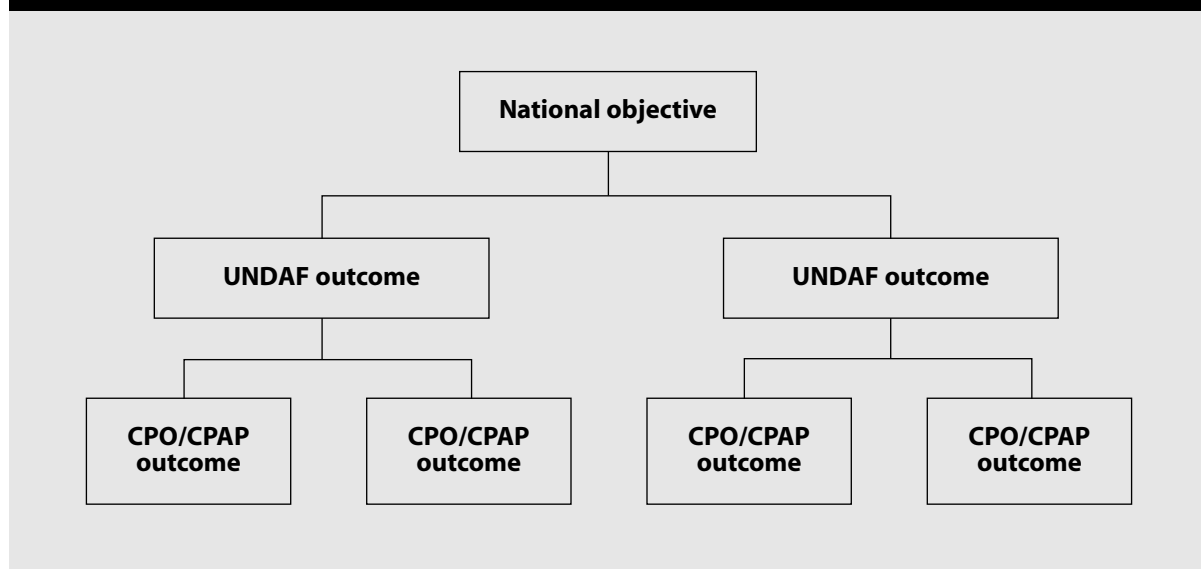 National objective
UNDAF outcome
UNDAF outcome
CPO/CPAP
outcome
CPO/CPAP
outcome
CPO/CPAP
outcome
CPO/CPAP
outcome